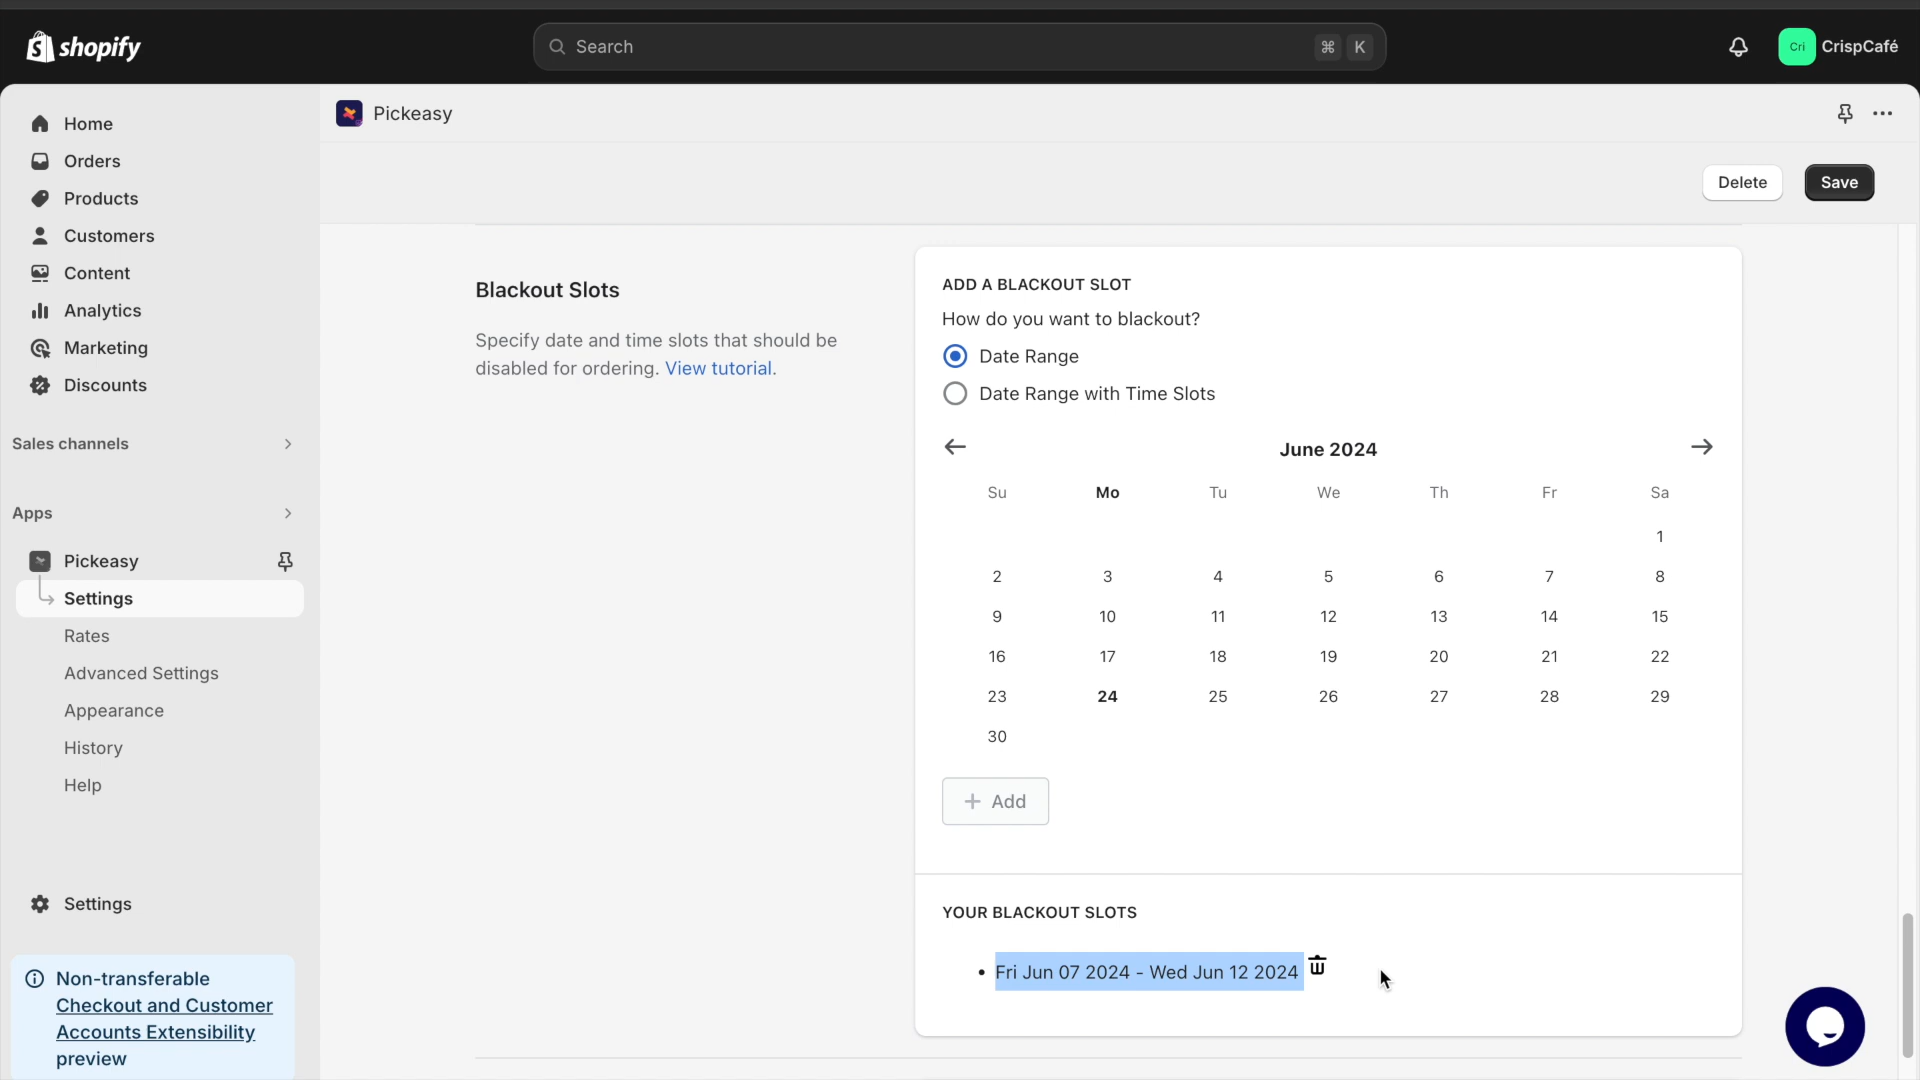 shopify
Search
⌘ K
Cri
CrispCafé
Home
Orders
Products
Customers
Content
Analytics
Marketing
Discounts
Sales channels
Apps
Pickeasy
Settings
Rates
Advanced Settings
Appearance
History
Help
Settings
Non-transferable
Checkout and Customer
Accounts Extensibility
preview
Pickeasy
Delete
Save
Blackout Slots
Specify date and time slots that should be
disabled for ordering. View tutorial.
ADD A BLACKOUT SLOT
How do you want to blackout?
Date Range
Date Range with Time Slots
June 2024
Su Mo Tu We Th Fr Sa
1
2 3 4 5 6 7 8
9 10 11 12 13 14 15
16 17 18 19 20 21 22
23 24 25 26 27 28 29
30
+ Add
YOUR BLACKOUT SLOTS
• Fri Jun 07 2024 - Wed Jun 12 2024